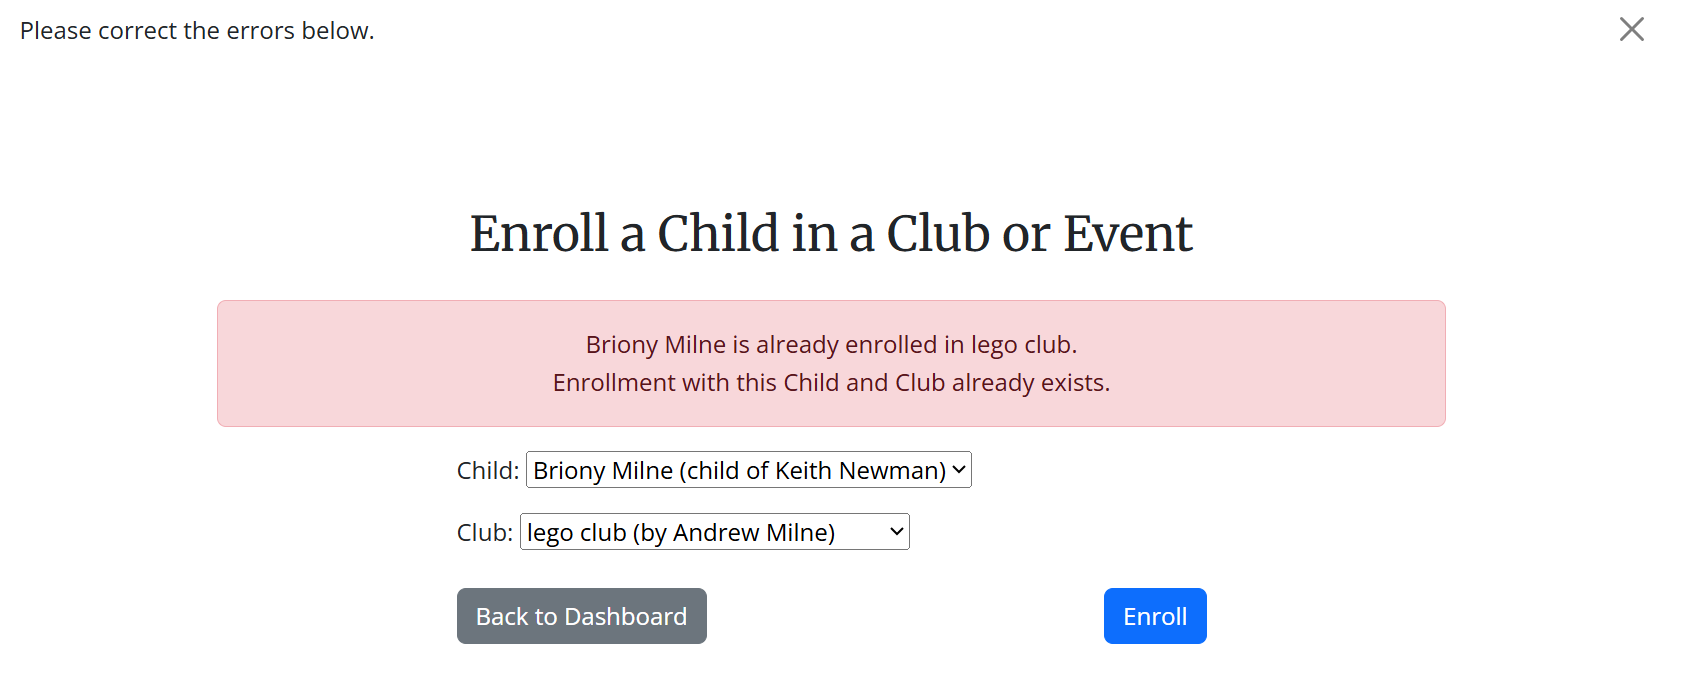 Please correct the errors below.
Enroll a Child in a Club or Event
Briony Milne is already enrolled in lego club.
Enrollment with this Child and Club already exists.
Child: Briony Milne (child of Keith Newman)
Club: lego club (by Andrew Milne)
Back to Dashboard
Enroll